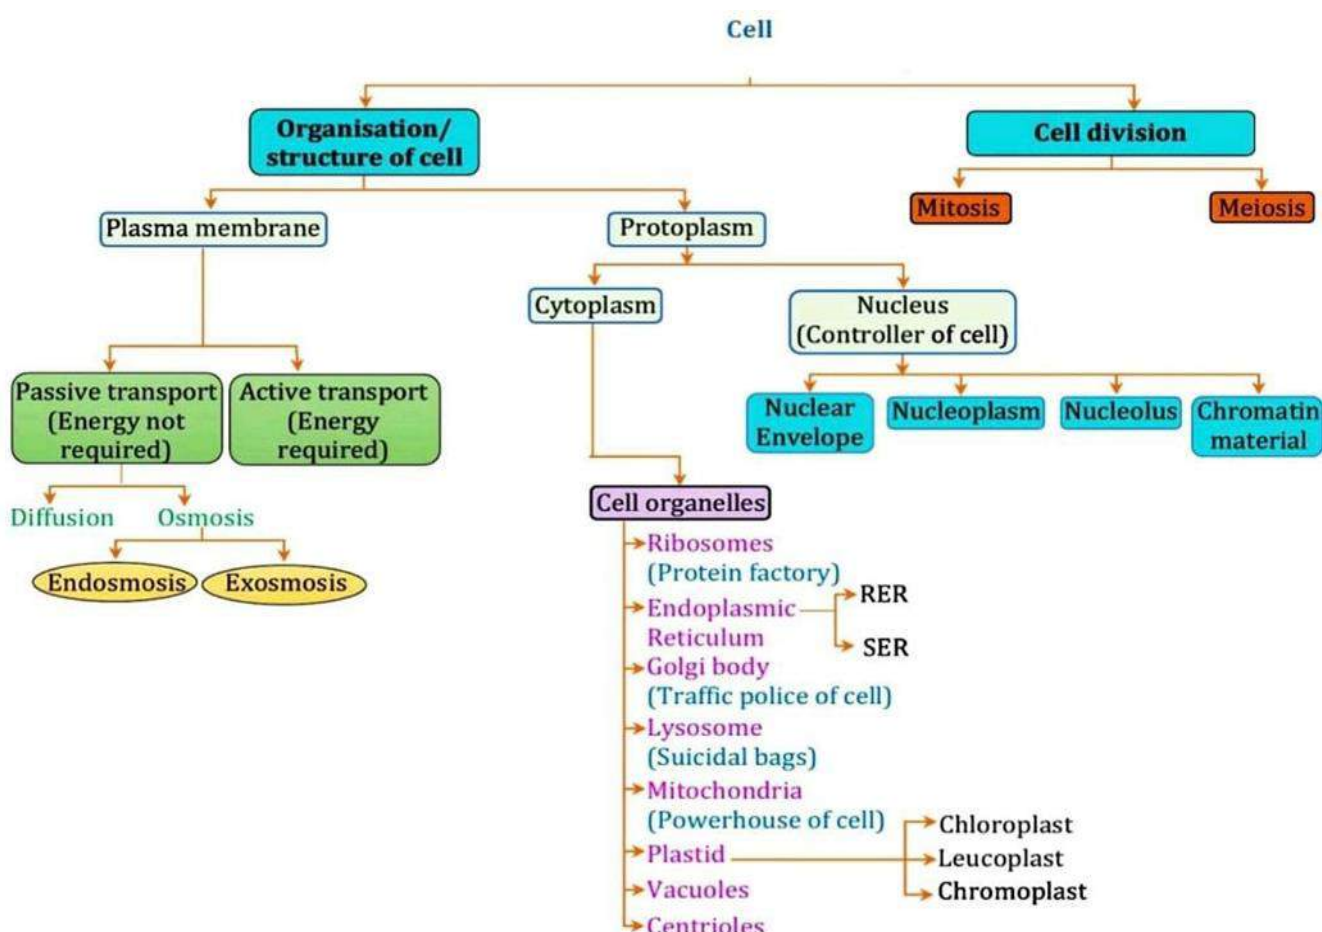 Cell
Organisation/
structure of cell
Cell division
Mitosis
Meiosis
Plasma membrane
Protoplasm
Cytoplasm
Nucleus
(Controller of cell)
Passive transport
(Energy not
required)
Active transport
(Energy
required)
Nuclear
Envelope
Nucleoplasm
Nucleolus
Chromatin
material
Diffusion
Osmosis
Endosmosis
Exosmosis
Cell organelles
Ribosomes
(Protein factory)
Endoplasmic
Reticulum
RER
SER
Golgi body
(Traffic police of cell)
Lysosome
(Suicidal bags)
Mitochondria
(Powerhouse of cell)
Plastid
Chloroplast
Leucoplast
Chromoplast
Vacuoles
Centrioles